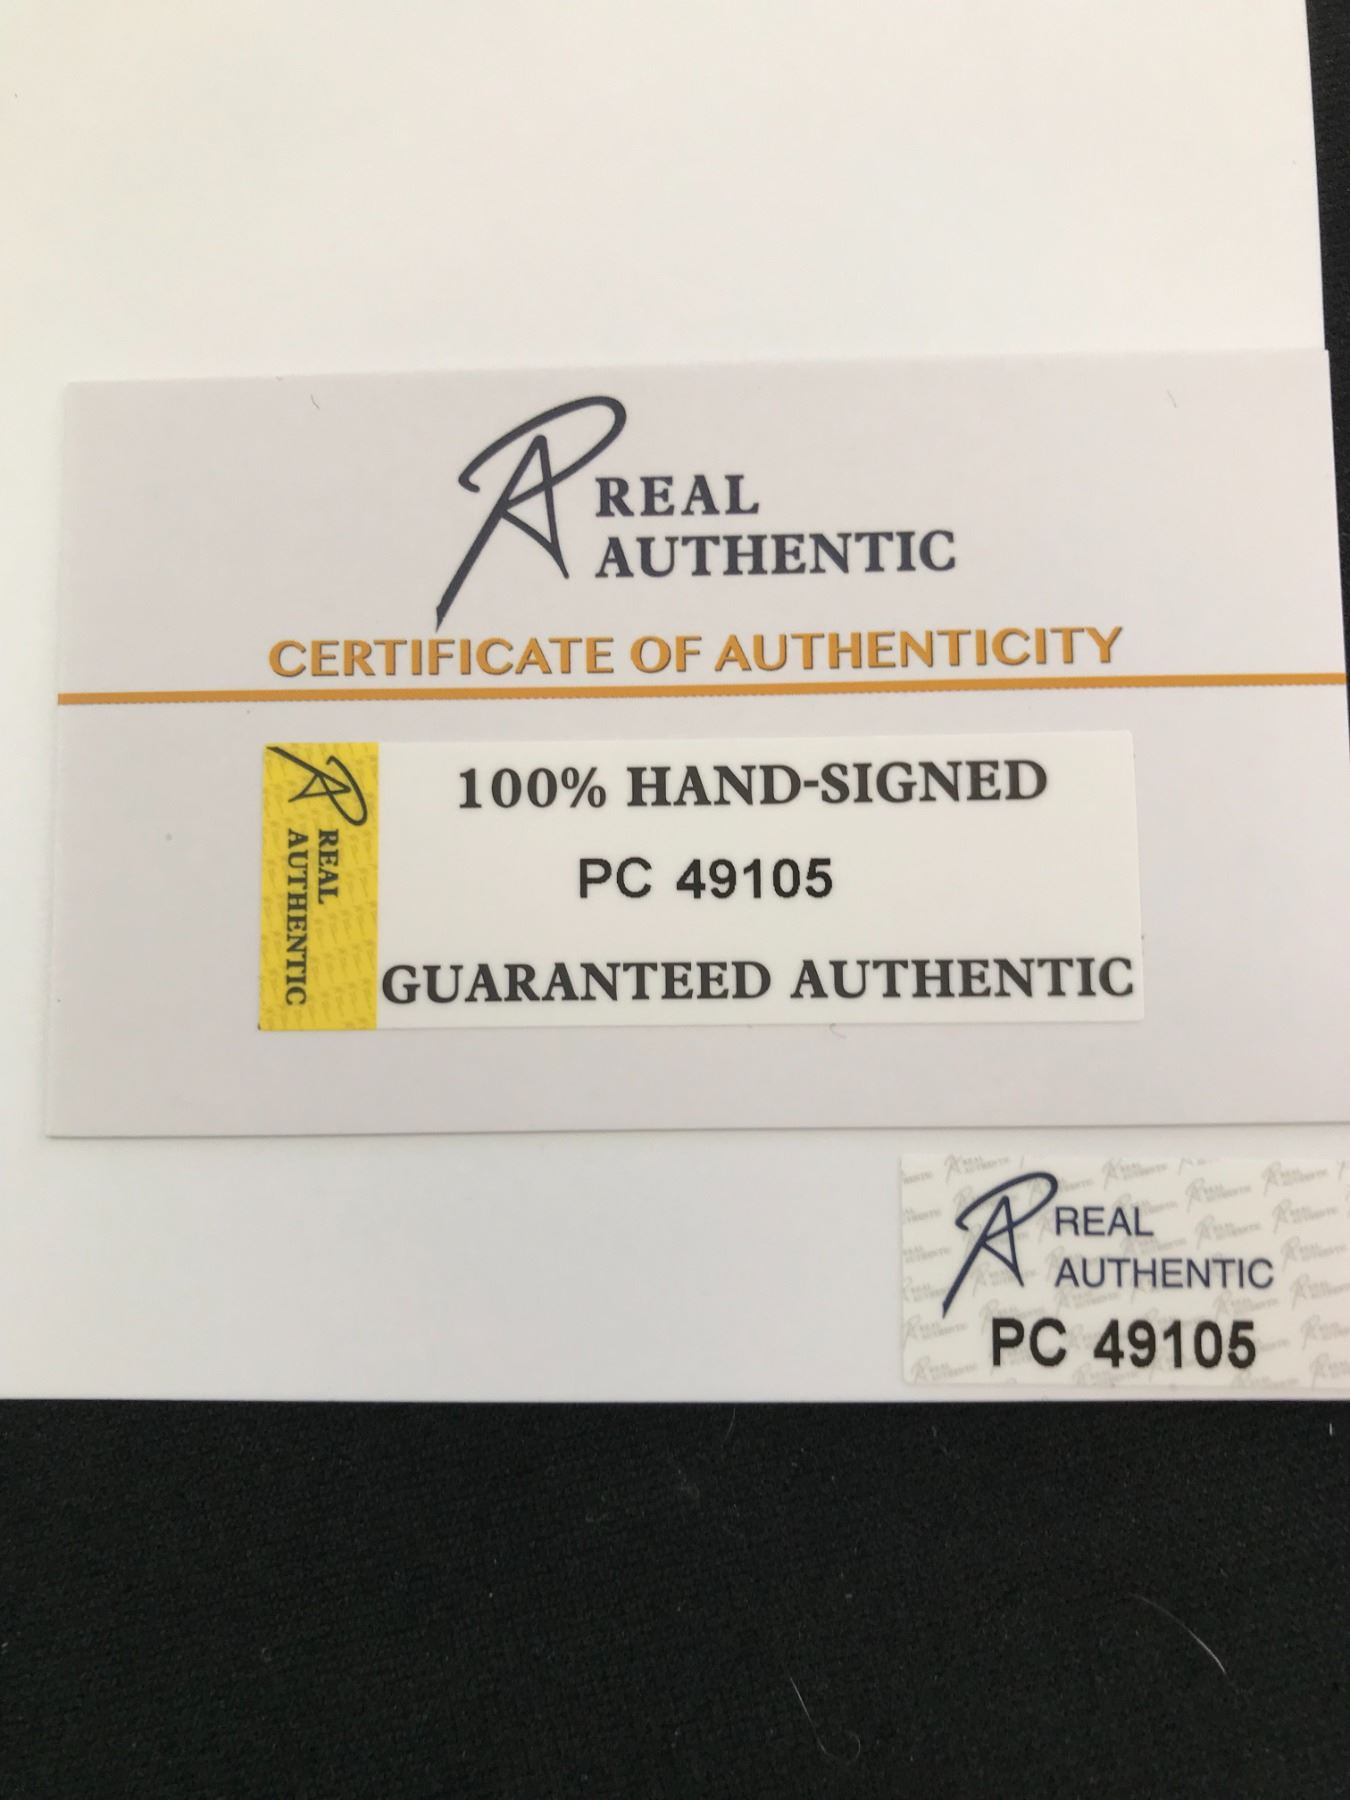 REAL
AUTHENTIC
CERTIFICATE OF AUTHENTICITY
REAL
AUTHENTIC
100% HAND-SIGNED
PC 49105
GUARANTEED AUTHENTIC
REAL
AUTHENTIC
PC 49105